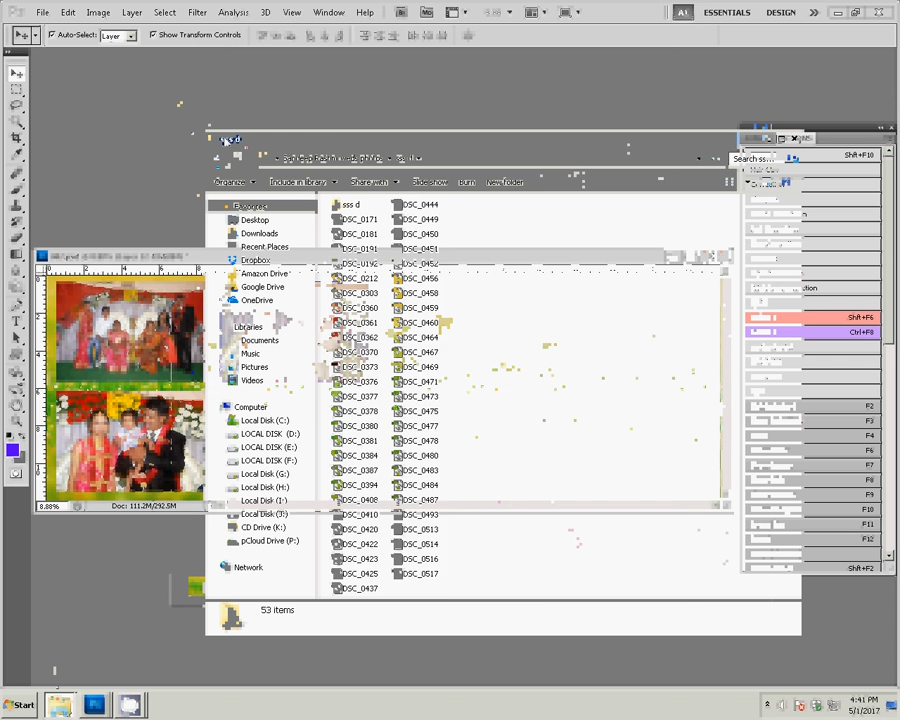 File Edit Image Layer Select Filter Analysis 3D View Window Help
ESSENTIALS DESIGN
Auto-Select: Layer Show Transform Controls
sss d
Search ss...
Shft+F10
Organize Include in library Share with Slide show Burn New folder
Favorites
Desktop
Downloads
Recent Places
Dropbox
Amazon Drive
Google Drive
OneDrive
Libraries
Documents
Music
Pictures
Videos
Computer
Local Disk (C:)
LOCAL DISK (D:)
LOCAL DISK (E:)
LOCAL DISK (F:)
Local Disk (G:)
Local Disk (H:)
Local Disk (I:)
Local Disk (J:)
CD Drive (K:)
pCloud Drive (P:)
Network
sss d
DSC_0171
DSC_0181
DSC_0191
DSC_0192
DSC_0212
DSC_0303
DSC_0360
DSC_0361
DSC_0362
DSC_0370
DSC_0373
DSC_0376
DSC_0377
DSC_0378
DSC_0380
DSC_0381
DSC_0384
DSC_0387
DSC_0394
DSC_0408
DSC_0410
DSC_0420
DSC_0422
DSC_0423
DSC_0425
DSC_0437
DSC_0444
DSC_0449
DSC_0450
DSC_0451
DSC_0452
DSC_0456
DSC_0458
DSC_0459
DSC_0460
DSC_0464
DSC_0467
DSC_0469
DSC_0471
DSC_0473
DSC_0475
DSC_0477
DSC_0478
DSC_0480
DSC_0483
DSC_0484
DSC_0487
DSC_0493
DSC_0513
DSC_0514
DSC_0516
DSC_0517
Shft+F6
Ctrl+F8
F2
F3
F4
F6
F7
F8
F9
F10
F11
F12
Shft+F2
8.88% Doc: 111.2M/292.5M
53 items
Start
4:41 PM
5/1/2017